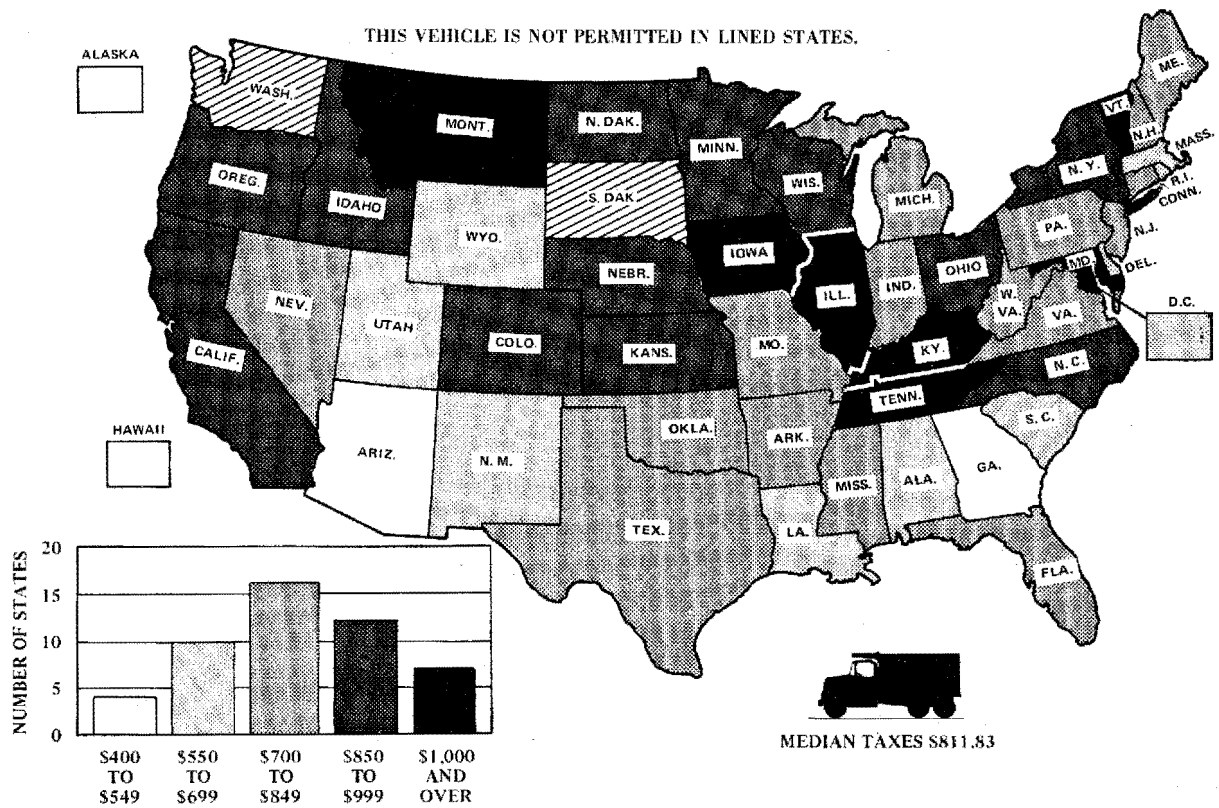 THIS VEHICLE IS NOT PERMITTED IN LINED STATES.
ALASKA
HAWAII
WASH.
OREG.
CALIF.
IDAHO
NEV.
MONT.
WYO.
UTAH
ARIZ.
COLO.
N. M.
N. DAK.
S. DAK.
NEBR.
KANS.
OKLA.
TEX.
MINN.
IOWA
MO.
ARK.
LA.
WIS.
ILL.
MICH.
IND.
OHIO
KY.
TENN.
MISS.
ALA.
GA.
FLA.
S. C.
N. C.
VA.
W.
VA.
PA.
N. Y.
VT.
N.H.
ME.
MASS.
R.I.
CONN.
N.J.
DEL.
MD.
D.C.
NUMBER OF STATES
20
15
10
5
0
$400 $550 $700 $850 $1,000
TO TO TO TO AND
$549 $699 $849 $999 OVER
MEDIAN TAXES $811.83